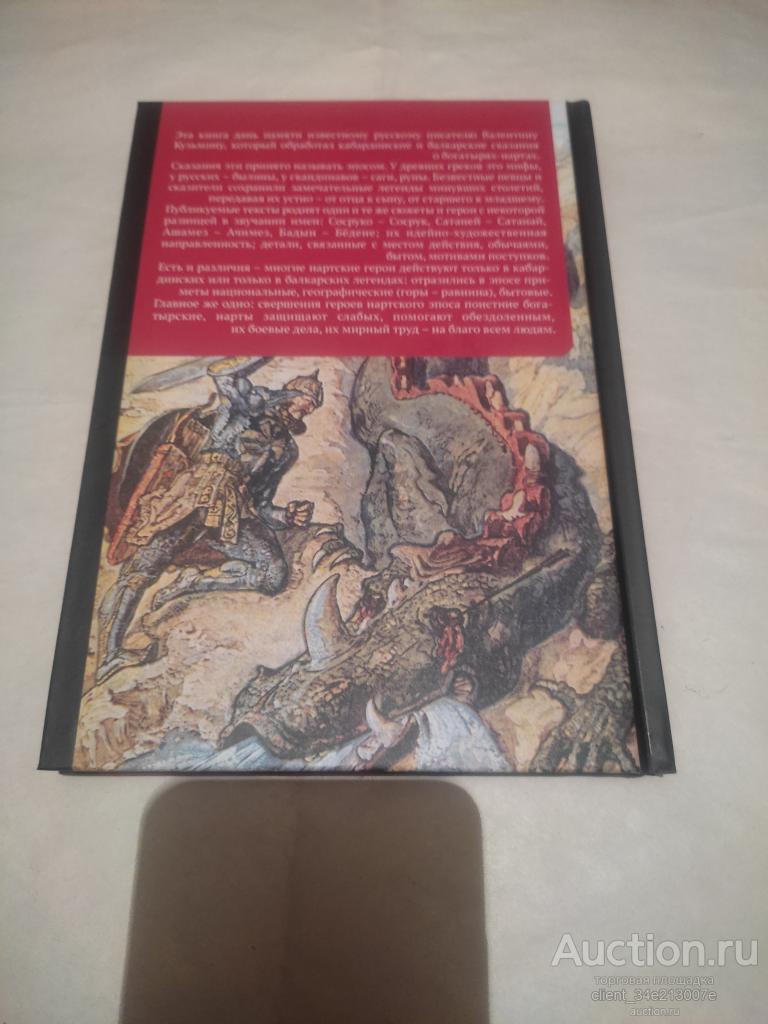 Эта книга дань памяти известному русскому писателю Валентину
Кузьмину, который обработал кабардинские и балкарские сказания
о богатырях-нартах.
Сказания эти принято называть эпосом. У древних греков это мифы,
у русских – былины, у скандинавов – саги, руны. Безвестные певцы и
сказители сохранили замечательные легенды минувших столетий,
передавая их устно – от отца к сыну, от старшего к младшему.
Публикуемые тексты роднят одни и те же сюжеты и герои с некоторой
разницей в звучании имен: Сосруко – Сосрук, Сатаней – Сатанай,
Ашамез – Ачимез, Бадын – Бёдене; их идейно-художественная
направленность; детали, связанные с местом действия, обычаями,
бытом, мотивами поступков.
Есть и различия – многие нартские герои действуют только в кабар-
динских или только в балкарских легендах: отразились в эпосе при-
меты национальные, географические (горы – равнина), бытовые.
Главное же одно: свершения героев нартского эпоса поистине бога-
тырские, нарты защищают слабых, помогают обездоленным,
их боевые дела, их мирный труд – на благо всем людям.
Auction.ru
торговая площадка
client_34e213007e
auction.ru